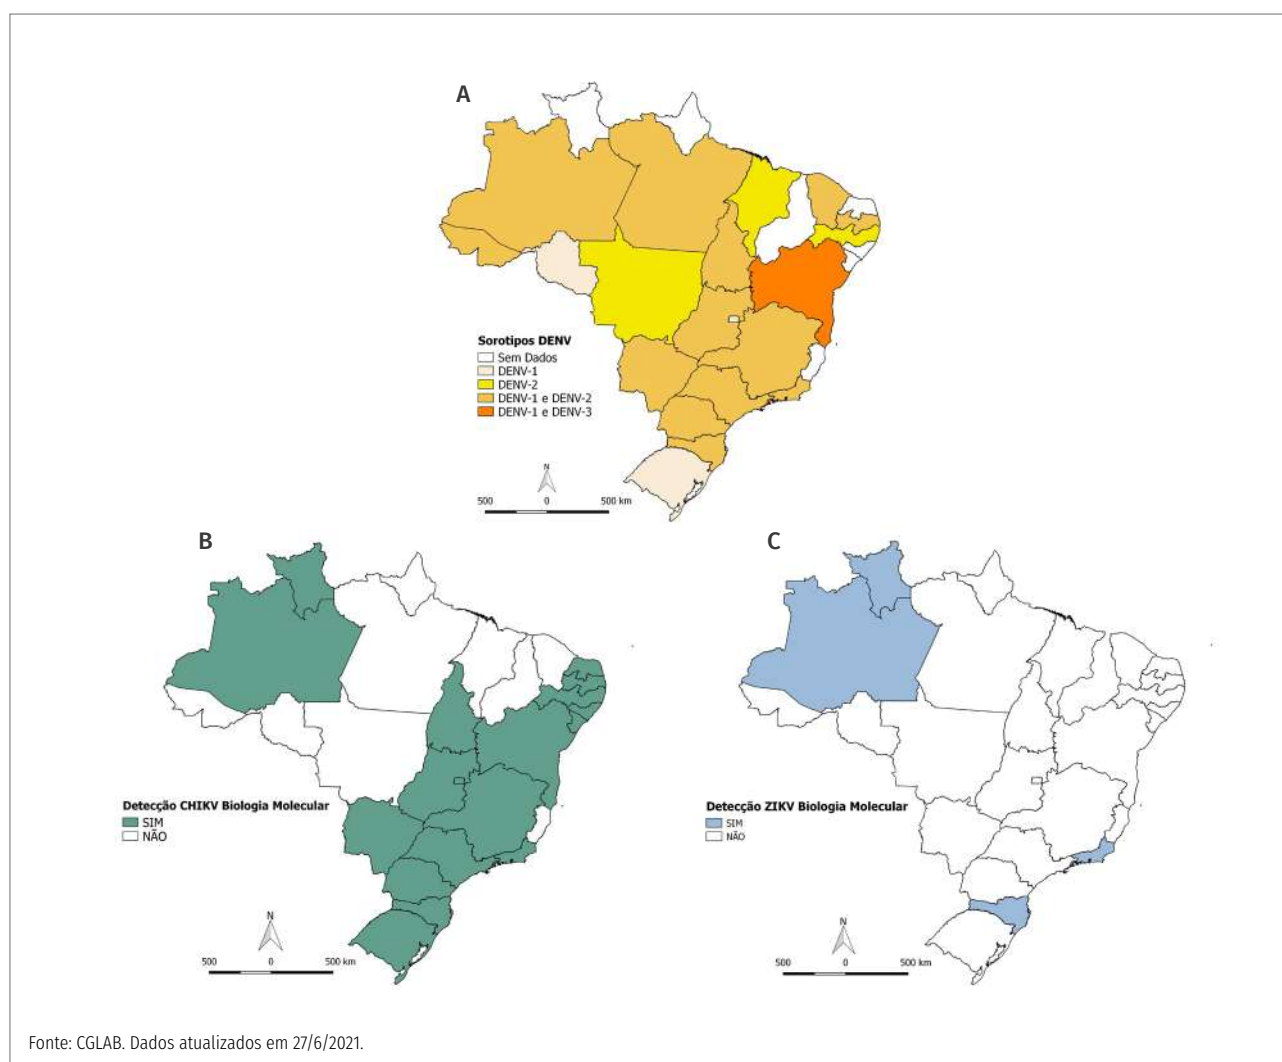 A
Sorotipos DENV
Sem Dados
DENV-1
DENV-2
DENV-1 e DENV-2
DENV-1 e DENV-3
N
500 0 500 km
B
Detecção CHIKV Biologia Molecular
SIM
NÃO
N
500 0 500 km
C
Detecção ZIKV Biologia Molecular
SIM
NÃO
N
500 0 500 km
Fonte: CGLAB. Dados atualizados em 27/6/2021.